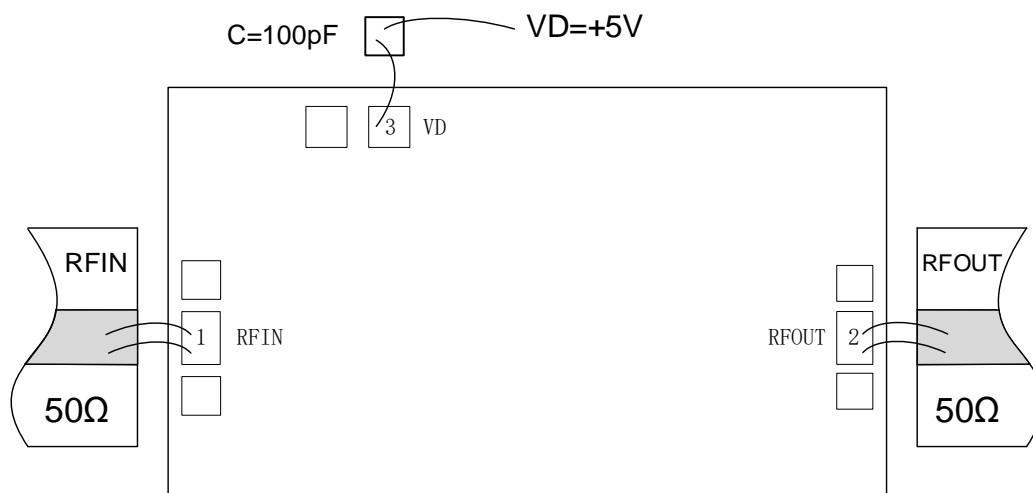 C=100pF
VD=+5V
3 VD
RFIN
RFOUT
1 RFIN
RFOUT 2
50Ω
50Ω